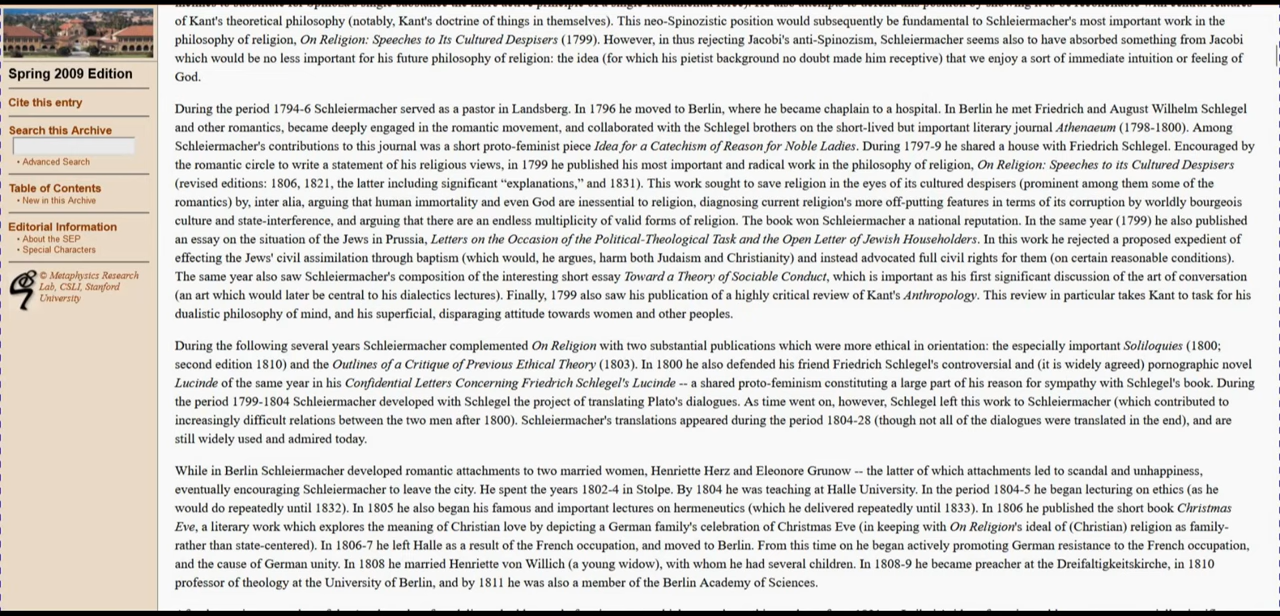 Spring 2009 Edition
Cite this entry
Search this Archive
• Advanced Search
Table of Contents
• New in this Archive
Editorial Information
• About the SEP
• Special Characters
© Metaphysics Research
Lab, CSLI, Stanford
University
of Kant's theoretical philosophy (notably, Kant's doctrine of things in themselves). This neo-Spinozistic position would subsequently be fundamental to Schleiermacher's most important work in the
philosophy of religion, On Religion: Speeches to Its Cultured Despisers (1799). However, in thus rejecting Jacobi's anti-Spinozism, Schleiermacher seems also to have absorbed something from Jacobi
which would be no less important for his future philosophy of religion: the idea (for which his pietist background no doubt made him receptive) that we enjoy a sort of immediate intuition or feeling of
God.
During the period 1794-6 Schleiermacher served as a pastor in Landsberg. In 1796 he moved to Berlin, where he became chaplain to a hospital. In Berlin he met Friedrich and August Wilhelm Schlegel
and other romantics, became deeply engaged in the romantic movement, and collaborated with the Schlegel brothers on the short-lived but important literary journal Athenaeum (1798-1800). Among
Schleiermacher's contributions to this journal was a short proto-feminist piece Idea for a Catechism of Reason for Noble Ladies. During 1797-9 he shared a house with Friedrich Schlegel. Encouraged by
the romantic circle to write a statement of his religious views, in 1799 he published his most important and radical work in the philosophy of religion, On Religion: Speeches to its Cultured Despisers
(revised editions: 1806, 1821, the latter including significant “explanations,” and 1831). This work sought to save religion in the eyes of its cultured despisers (prominent among them some of the
romantics) by, inter alia, arguing that human immortality and even God are inessential to religion, diagnosing current religion's more off-putting features in terms of its corruption by worldly bourgeois
culture and state-interference, and arguing that there are an endless multiplicity of valid forms of religion. The book won Schleiermacher a national reputation. In the same year (1799) he also published
an essay on the situation of the Jews in Prussia, Letters on the Occasion of the Political-Theological Task and the Open Letter of Jewish Householders. In this work he rejected a proposed expedient of
effecting the Jews' civil assimilation through baptism (which would, he argues, harm both Judaism and Christianity) and instead advocated full civil rights for them (on certain reasonable conditions).
The same year also saw Schleiermacher's composition of the interesting short essay Toward a Theory of Sociable Conduct, which is important as his first significant discussion of the art of conversation
(an art which would later be central to his dialectics lectures). Finally, 1799 also saw his publication of a highly critical review of Kant's Anthropology. This review in particular takes Kant to task for his
dualistic philosophy of mind, and his superficial, disparaging attitude towards women and other peoples.
During the following several years Schleiermacher complemented On Religion with two substantial publications which were more ethical in orientation: the especially important Soliloquies (1800;
second edition 1810) and the Outlines of a Critique of Previous Ethical Theory (1803). In 1800 he also defended his friend Friedrich Schlegel's controversial and (it is widely agreed) pornographic novel
Lucinde of the same year in his Confidential Letters Concerning Friedrich Schlegel's Lucinde -- a shared proto-feminism constituting a large part of his reason for sympathy with Schlegel's book. During
the period 1799-1804 Schleiermacher developed with Schlegel the project of translating Plato's dialogues. As time went on, however, Schlegel left this work to Schleiermacher (which contributed to
increasingly difficult relations between the two men after 1800). Schleiermacher's translations appeared during the period 1804-28 (though not all of the dialogues were translated in the end), and are
still widely used and admired today.
While in Berlin Schleiermacher developed romantic attachments to two married women, Henriette Herz and Eleonore Grunow -- the latter of which attachments led to scandal and unhappiness,
eventually encouraging Schleiermacher to leave the city. He spent the years 1802-4 in Stolpe. By 1804 he was teaching at Halle University. In the period 1804-5 he began lecturing on ethics (as he
would do repeatedly until 1832). In 1805 he also began his famous and important lectures on hermeneutics (which he delivered repeatedly until 1833). In 1806 he published the short book Christmas
Eve, a literary work which explores the meaning of Christian love by depicting a German family's celebration of Christmas Eve (in keeping with On Religion's ideal of (Christian) religion as family-
rather than state-centered). In 1806-7 he left Halle as a result of the French occupation, and moved to Berlin. From this time on he began actively promoting German resistance to the French occupation,
and the cause of German unity. In 1808 he married Henriette von Willich (a young widow), with whom he had several children. In 1808-9 he became preacher at the Dreifaltigkeitskirche, in 1810
professor of theology at the University of Berlin, and by 1811 he was also a member of the Berlin Academy of Sciences.